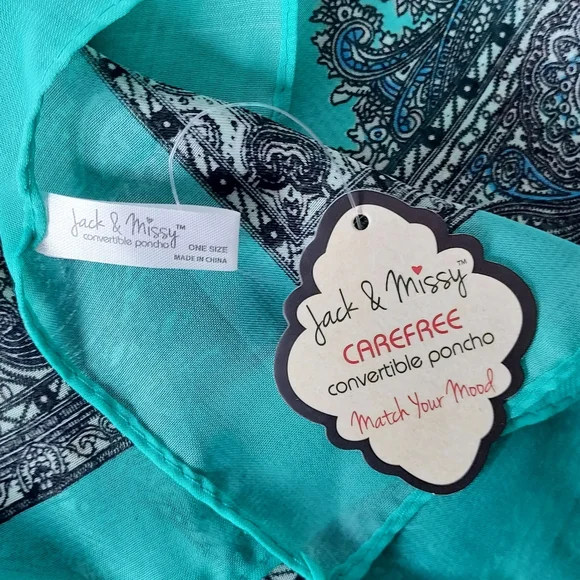 Jack & Missy™
convertible poncho
ONE SIZE
MADE IN CHINA
Jack & Missy™
CAREFREE
convertible poncho
Match Your Mood